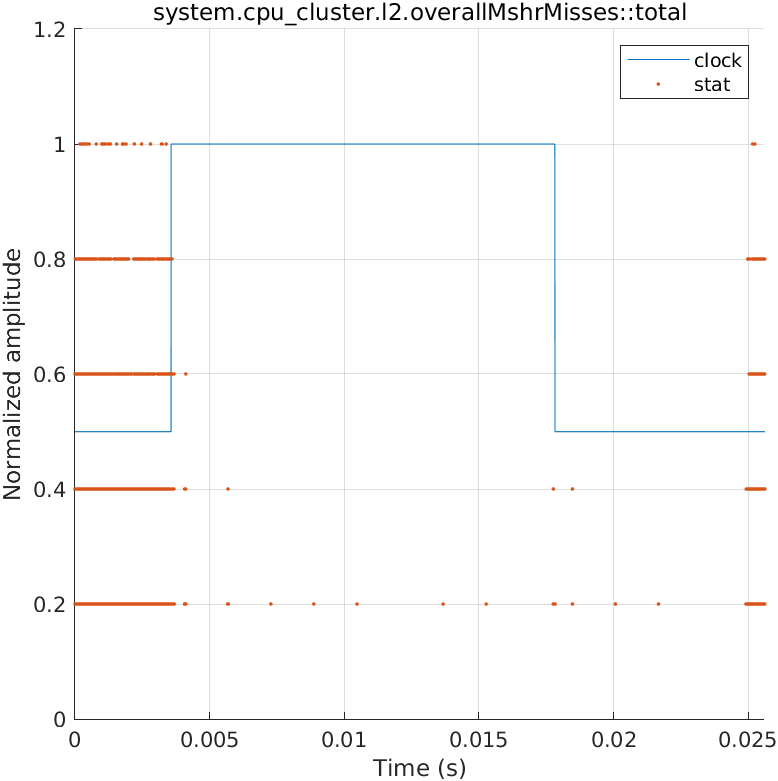 system.cpu_cluster.l2.overallMshrMisses::total
1.2
clock
stat
1
0.8
0.6
0.4
0.2
0
Normalized amplitude
0
0.005
0.01
0.015
0.02
0.025
Time (s)